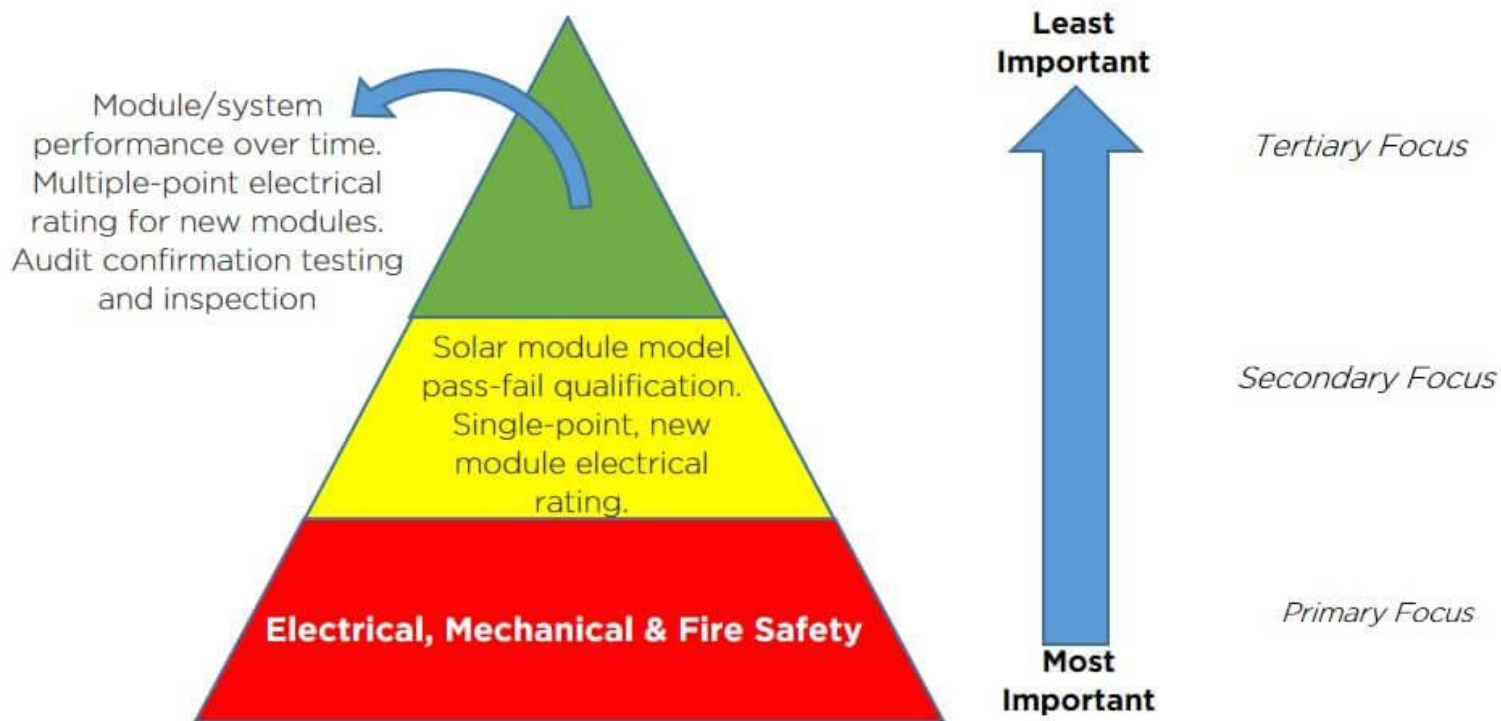 Module/system
performance over time.
Multiple-point electrical
rating for new modules.
Audit confirmation testing
and inspection
Solar module model
pass-fail qualification.
Single-point, new
module electrical
rating.
Electrical, Mechanical & Fire Safety
Least
Important
Most
Important
Tertiary Focus
Secondary Focus
Primary Focus